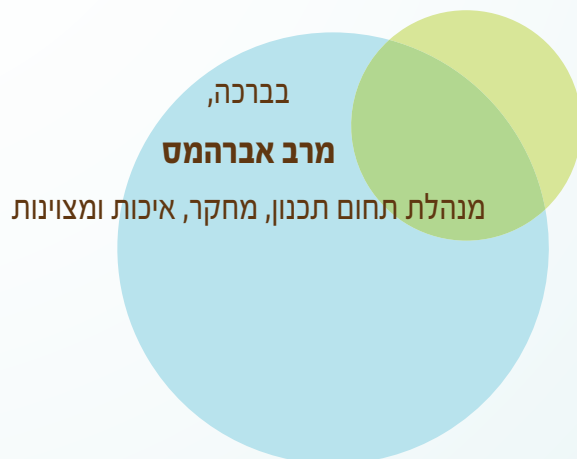 בברכה,
מרב אברהמס
מנהלת תחום תכנון, מחקר, איכות ומצוינות